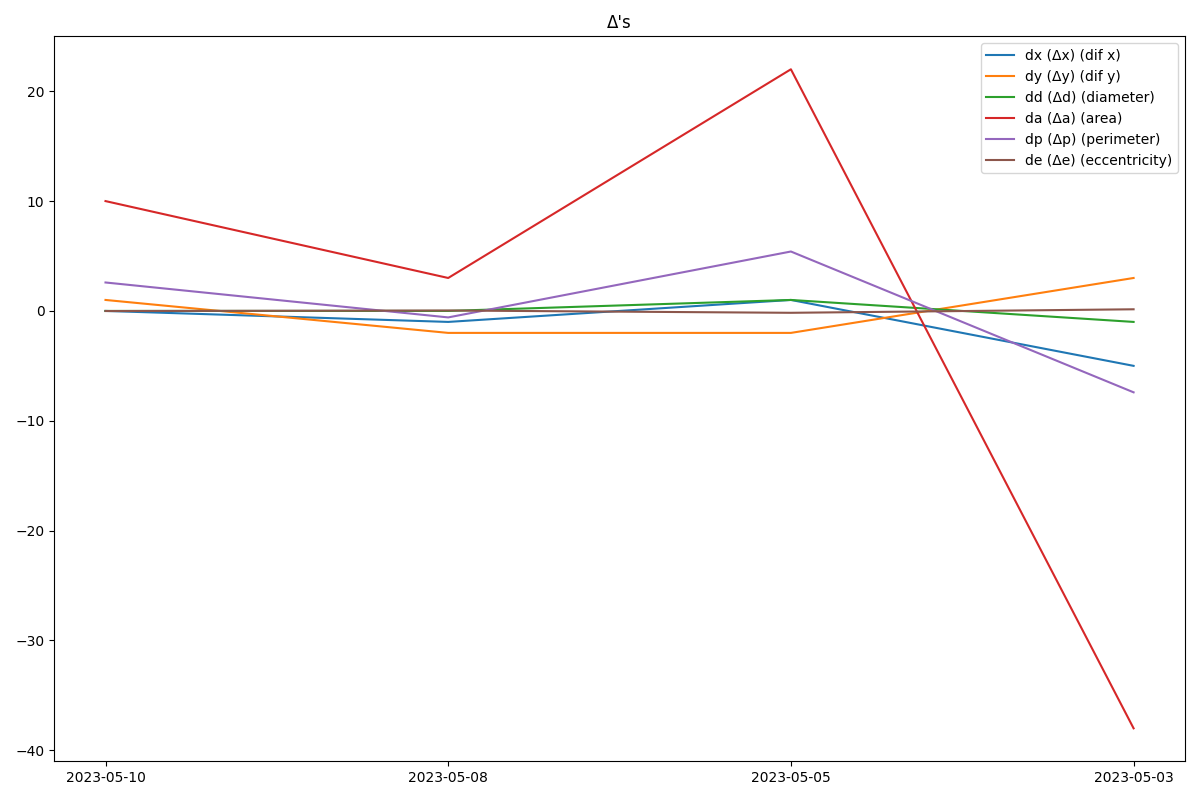 Δ's
dx (Δx) (dif x)
dy (Δy) (dif y)
dd (Δd) (diameter)
da (Δa) (area)
dp (Δp) (perimeter)
de (Δe) (eccentricity)
20
10
0
−10
−20
−30
−40
2023-05-10 2023-05-08 2023-05-05 2023-05-03